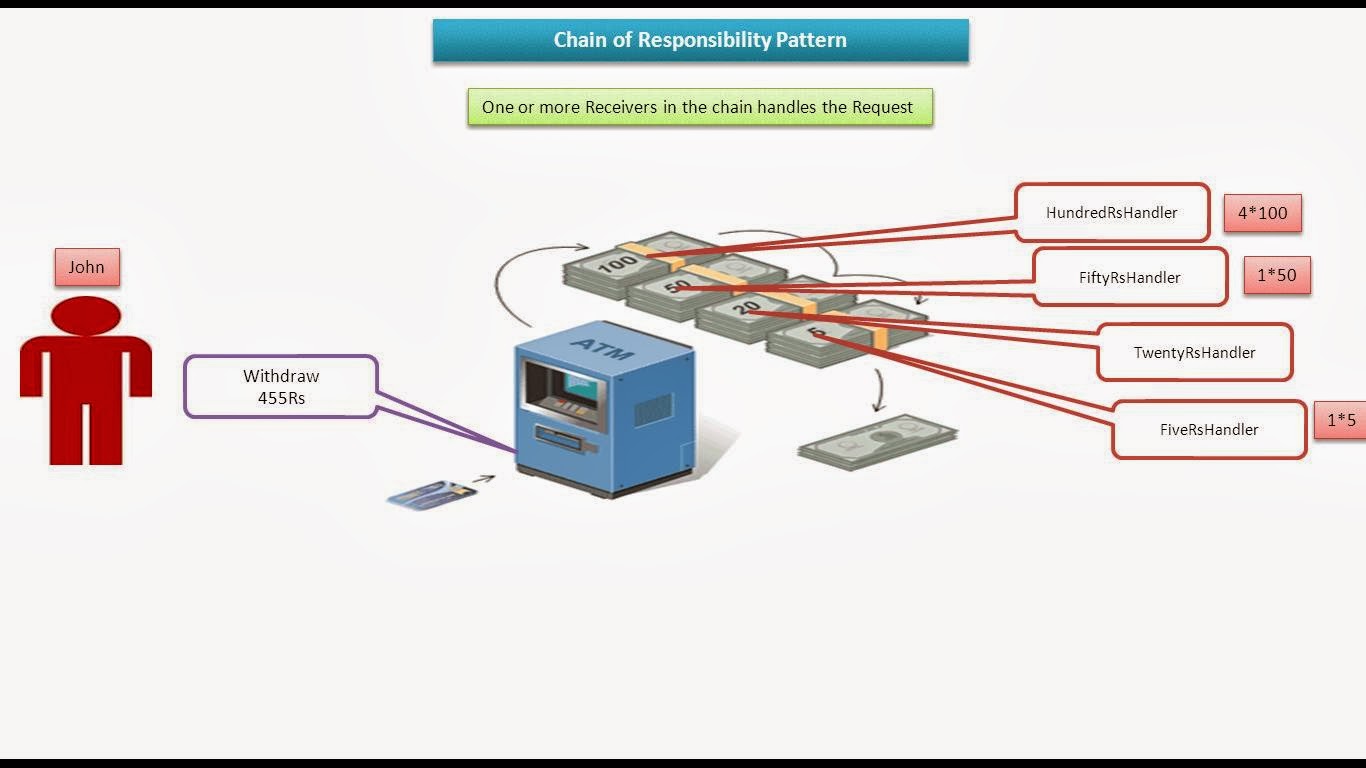 Chain of Responsibility Pattern
One or more Receivers in the chain handles the Request
HundredRsHandler
4*100
John
100
FiftyRsHandler
1*50
50
20
ATM
5
TwentyRsHandler
Withdraw
455Rs
FiveRsHandler
1*5